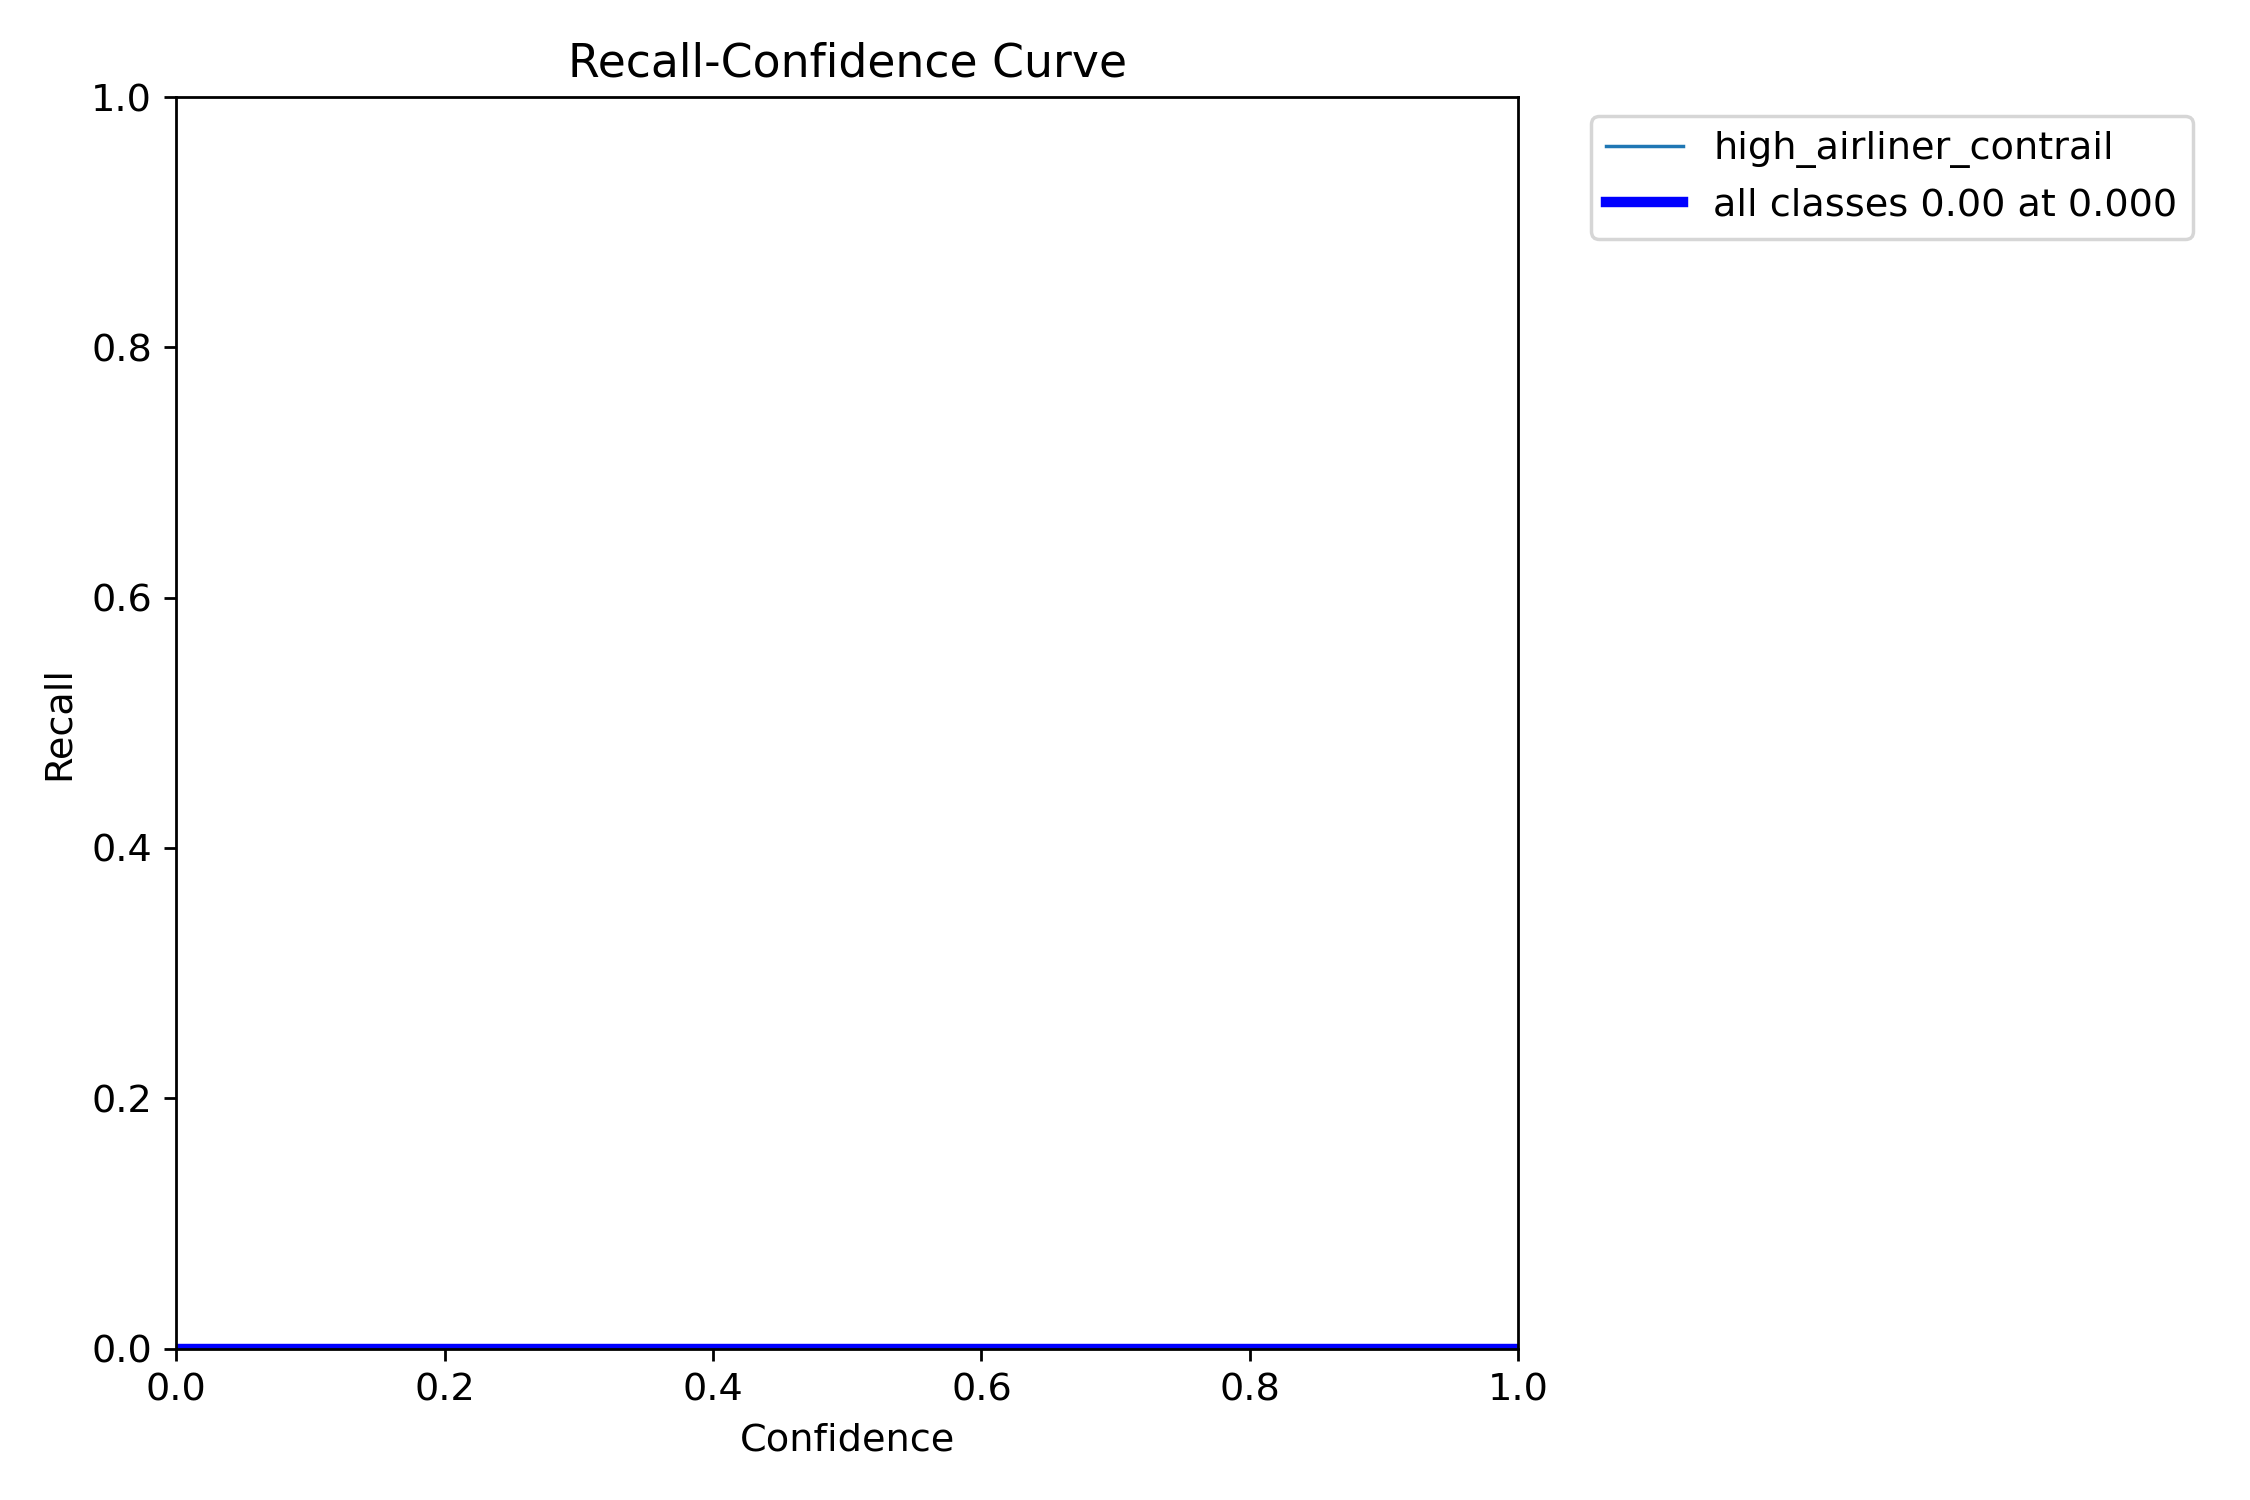 Recall-Confidence Curve
1.0
0.8
0.6
0.4
0.2
0.0
Recall
0.0 0.2 0.4 0.6 0.8 1.0
Confidence
high_airliner_contrail
all classes 0.00 at 0.000